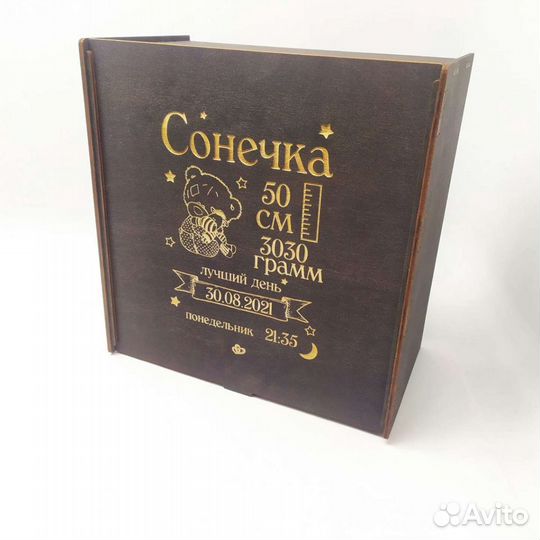 Сонечка
50
см
3030
грамм
лучший день
30.08.2021
понедельник 21:35
Avito